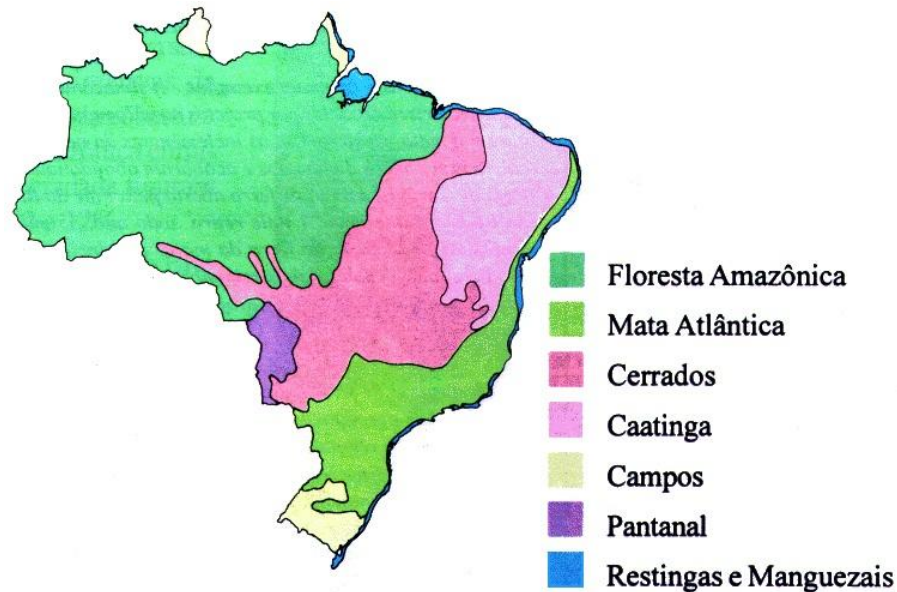 Floresta Amazônica
Mata Atlântica
Cerrados
Caatinga
Campos
Pantanal
Restingas e Manguezais